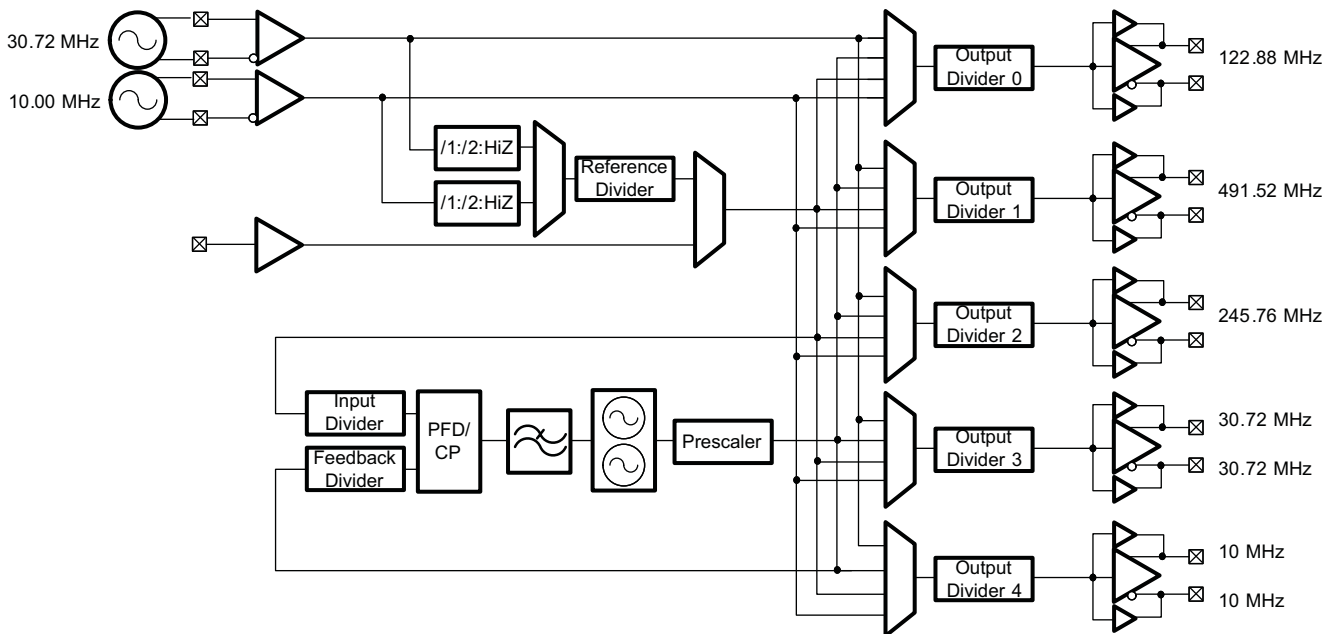 30.72 MHz
10.00 MHz
/1:/2:HiZ
/1:/2:HiZ
Reference
Divider
Output
Divider 0
122.88 MHz
Output
Divider 1
491.52 MHz
Output
Divider 2
245.76 MHz
Input
Divider
Feedback
Divider
PFD/
CP
Prescaler
Output
Divider 3
30.72 MHz
30.72 MHz
Output
Divider 4
10 MHz
10 MHz